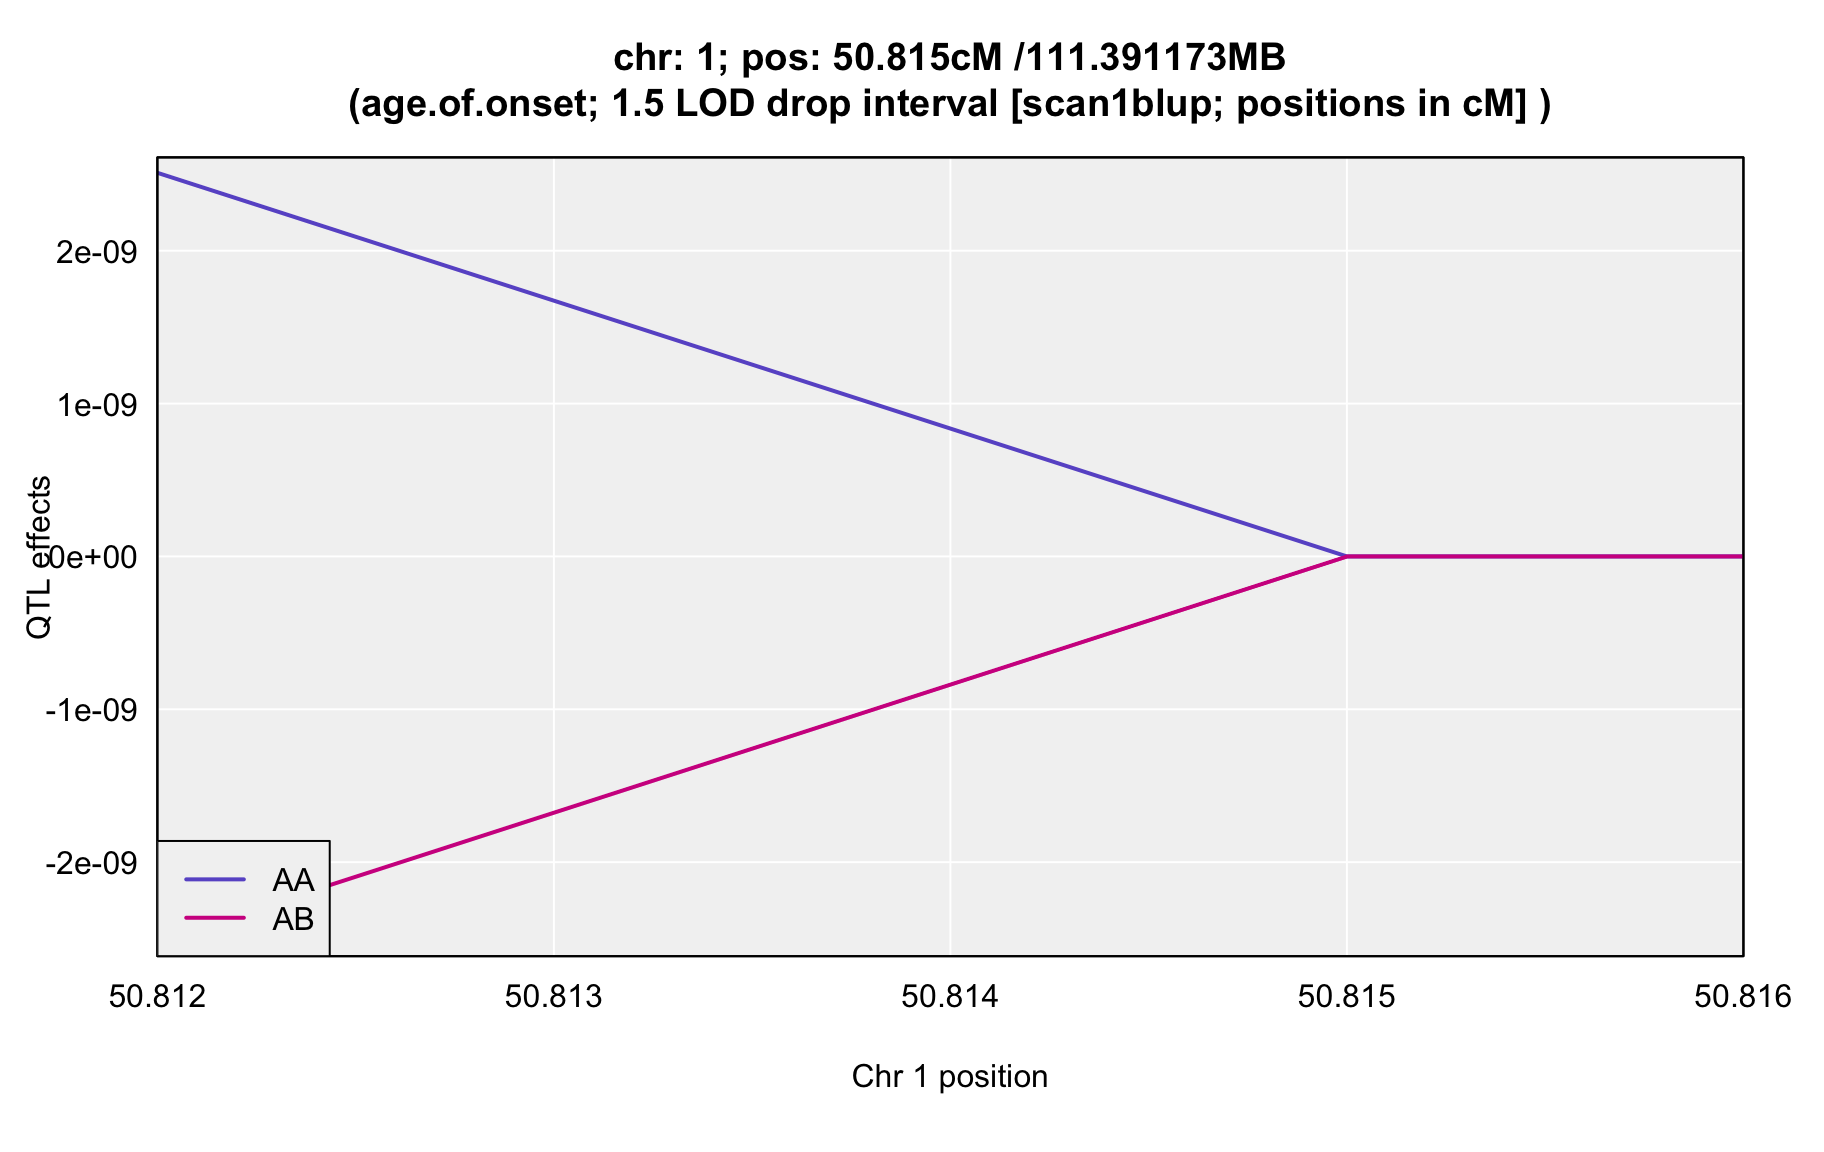 chr: 1; pos: 50.815cM /111.391173MB
(age.of.onset; 1.5 LOD drop interval [scan1blup; positions in cM] )
2e-09
1e-09
0e+00
-1e-09
-2e-09
QTL effects
AA
AB
50.812
50.813
50.814
50.815
50.816
Chr 1 position